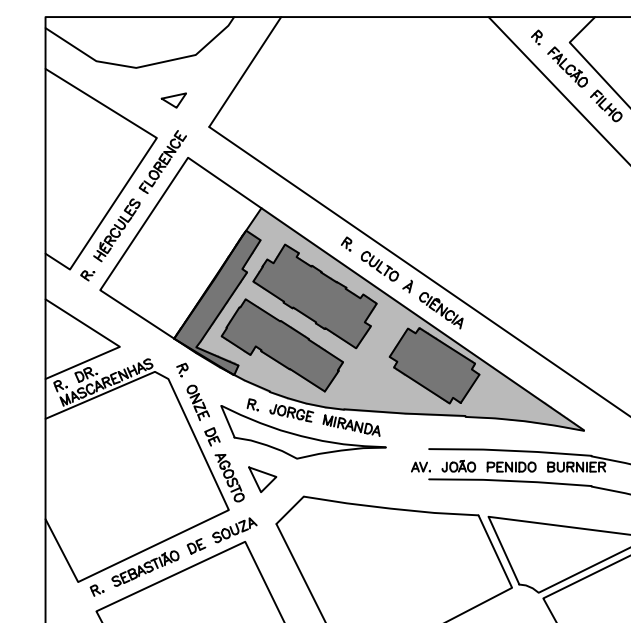 R. FALCÃO FILHO
R. HÉRCULES FLORENCE
R. CULTO À CIÊNCIA
R. DR.
MASCARENHAS
R. ONZE DE AGOSTO
R. JORGE MIRANDA
AV. JOÃO PENIDO BURNIER
R. SEBASTIÃO DE SOUZA